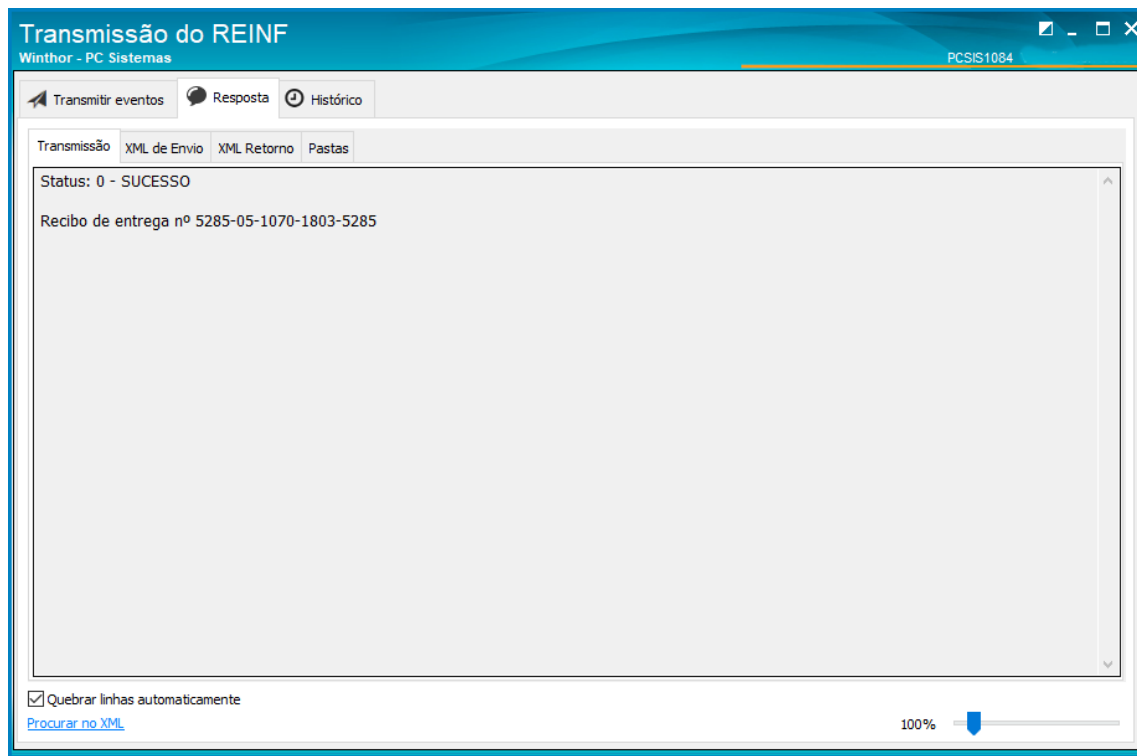 Transmissão do REINF
Winthor - PC Sistemas
PCSIS1084
Transmitir eventos Resposta Histórico
Transmissão XML de Envio XML Retorno Pastas
Status: 0 - SUCESSO
Recibo de entrega nº 5285-05-1070-1803-5285
Quebrar linhas automaticamente
Procurar no XML
100%